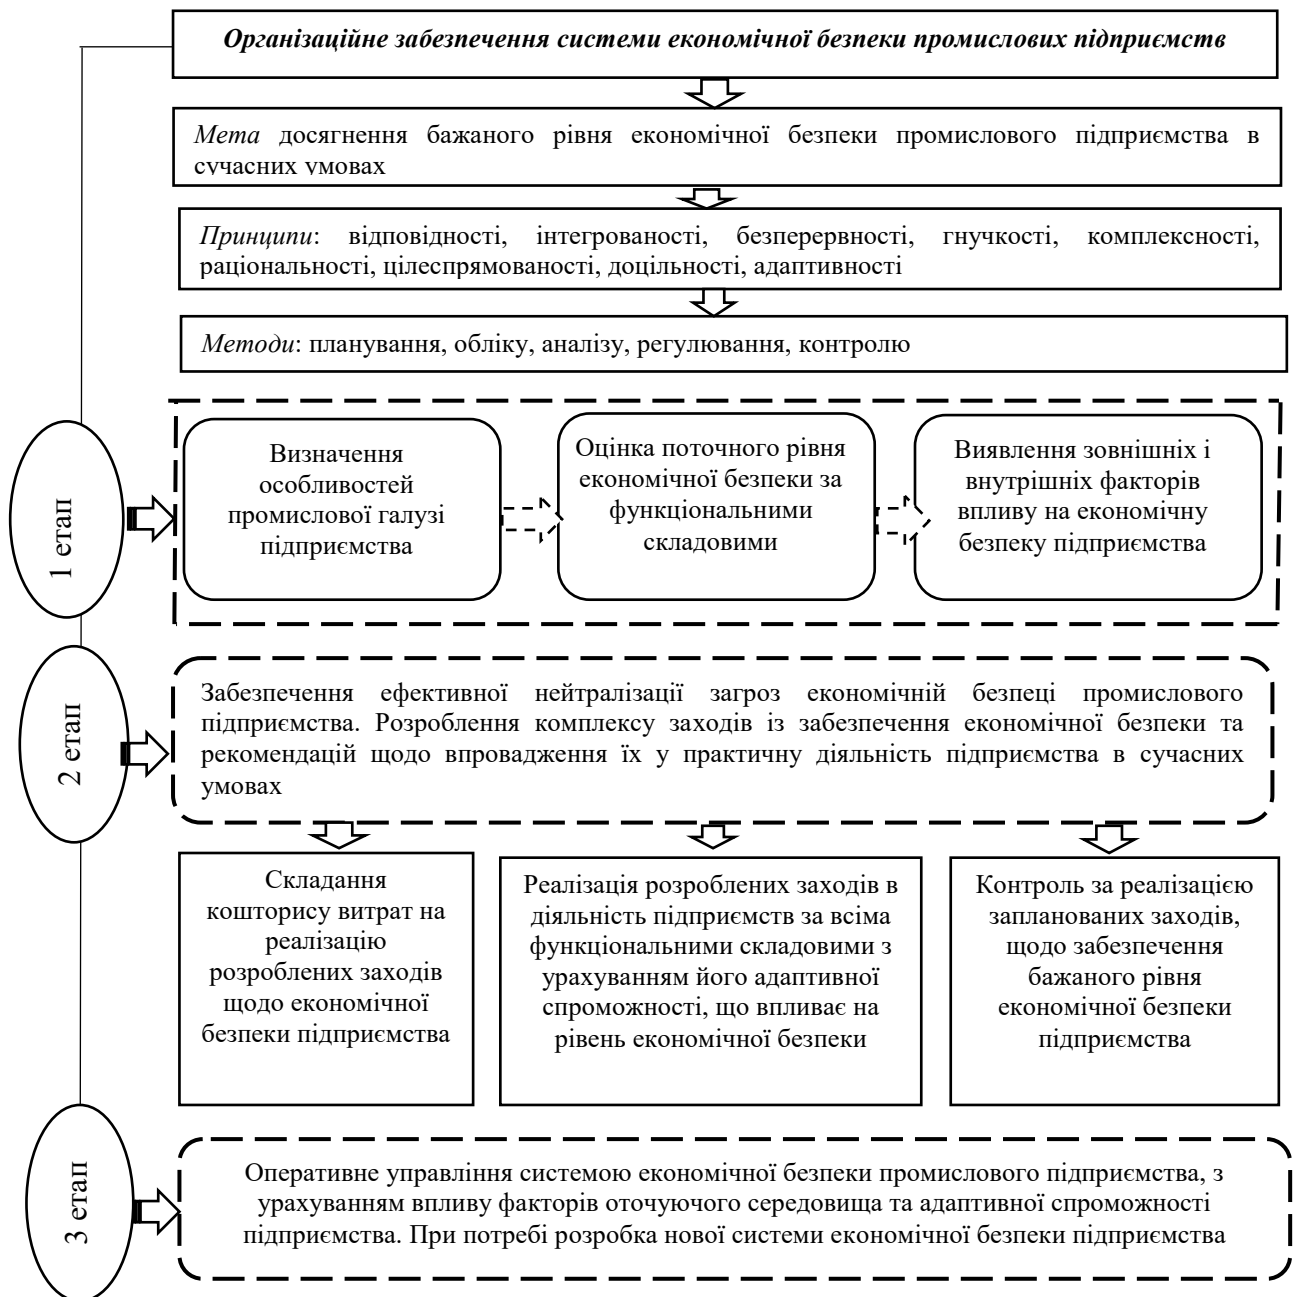 Організаційне забезпечення системи економічної безпеки промислових підприємств
Мета досягнення бажаного рівня економічної безпеки промислового підприємства в
сучасних умовах
Принципи: відповідності, інтегрованості, безперервності, гнучкості, комплексності,
раціональності, цілеспрямованості, доцільності, адаптивності
Методи: планування, обліку, аналізу, регулювання, контролю
1 етап
Визначення
особливостей
промислової галузі
підприємства
Оцінка поточного рівня
економічної безпеки за
функціональними
складовими
Виявлення зовнішніх і
внутрішніх факторів
впливу на економічну
безпеку підприємства
2 етап
Забезпечення ефективної нейтралізації загроз економічній безпеці промислового
підприємства. Розроблення комплексу заходів із забезпечення економічної безпеки та
рекомендацій щодо впровадження їх у практичну діяльність підприємства в сучасних
умовах
Складання
кошторису витрат на
реалізацію
розроблених заходів
щодо економічної
безпеки підприємства
Реалізація розроблених заходів в
діяльність підприємств за всіма
функціональними складовими з
урахуванням його адаптивної
спроможності, що впливає на
рівень економічної безпеки
Контроль за реалізацією
запланованих заходів,
щодо забезпечення
бажаного рівня
економічної безпеки
підприємства
3 етап
Оперативне управління системою економічної безпеки промислового підприємства, з
урахуванням впливу факторів оточуючого середовища та адаптивної спроможності
підприємства. При потребі розробка нової системи економічної безпеки підприємства